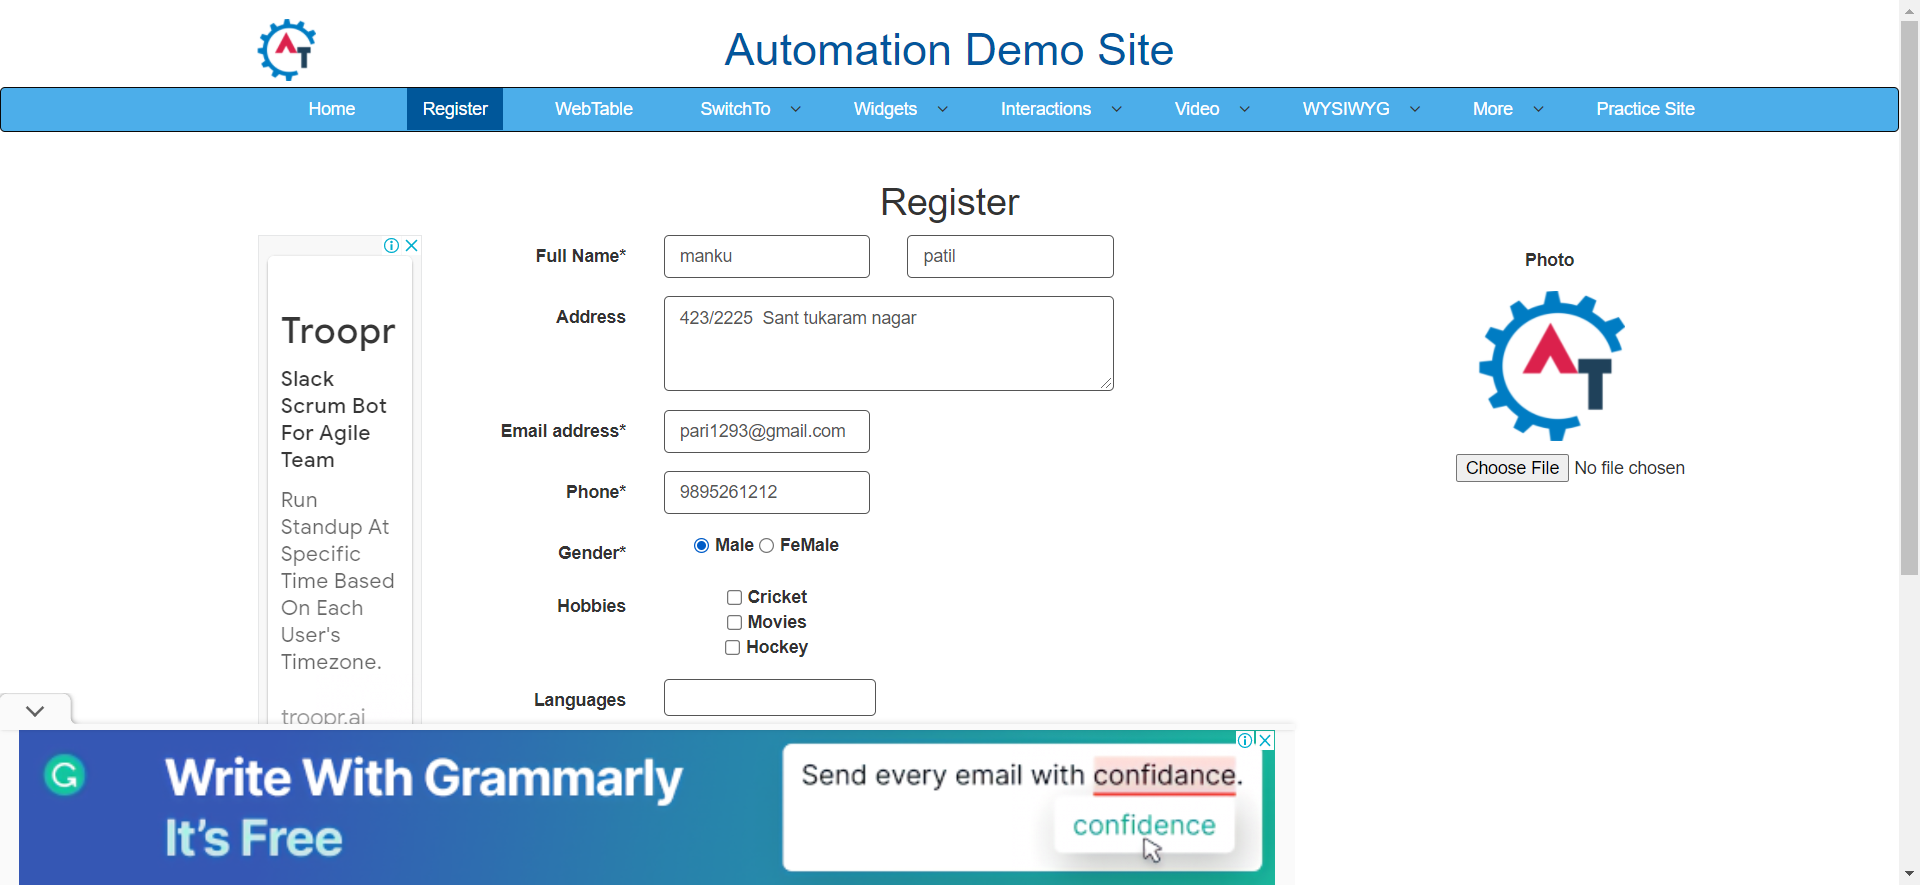 AT
Automation Demo Site
Home Register WebTable SwitchTo Widgets Interactions Video WYSIWYG More Practice Site
Register
Full Name* manku patil
Address 423/2225  Sant tukaram nagar
Email address* pari1293@gmail.com
Phone* 9895261212
Gender* Male FeMale
Hobbies Cricket
Movies
Hockey
Languages
Photo
AT
Choose File No file chosen
Troopr
Slack
Scrum Bot
For Agile
Team
Run
Standup At
Specific
Time Based
On Each
User's
Timezone.
troopr.ai
G
Write With Grammarly
It's Free
Send every email with confidance.
confidence